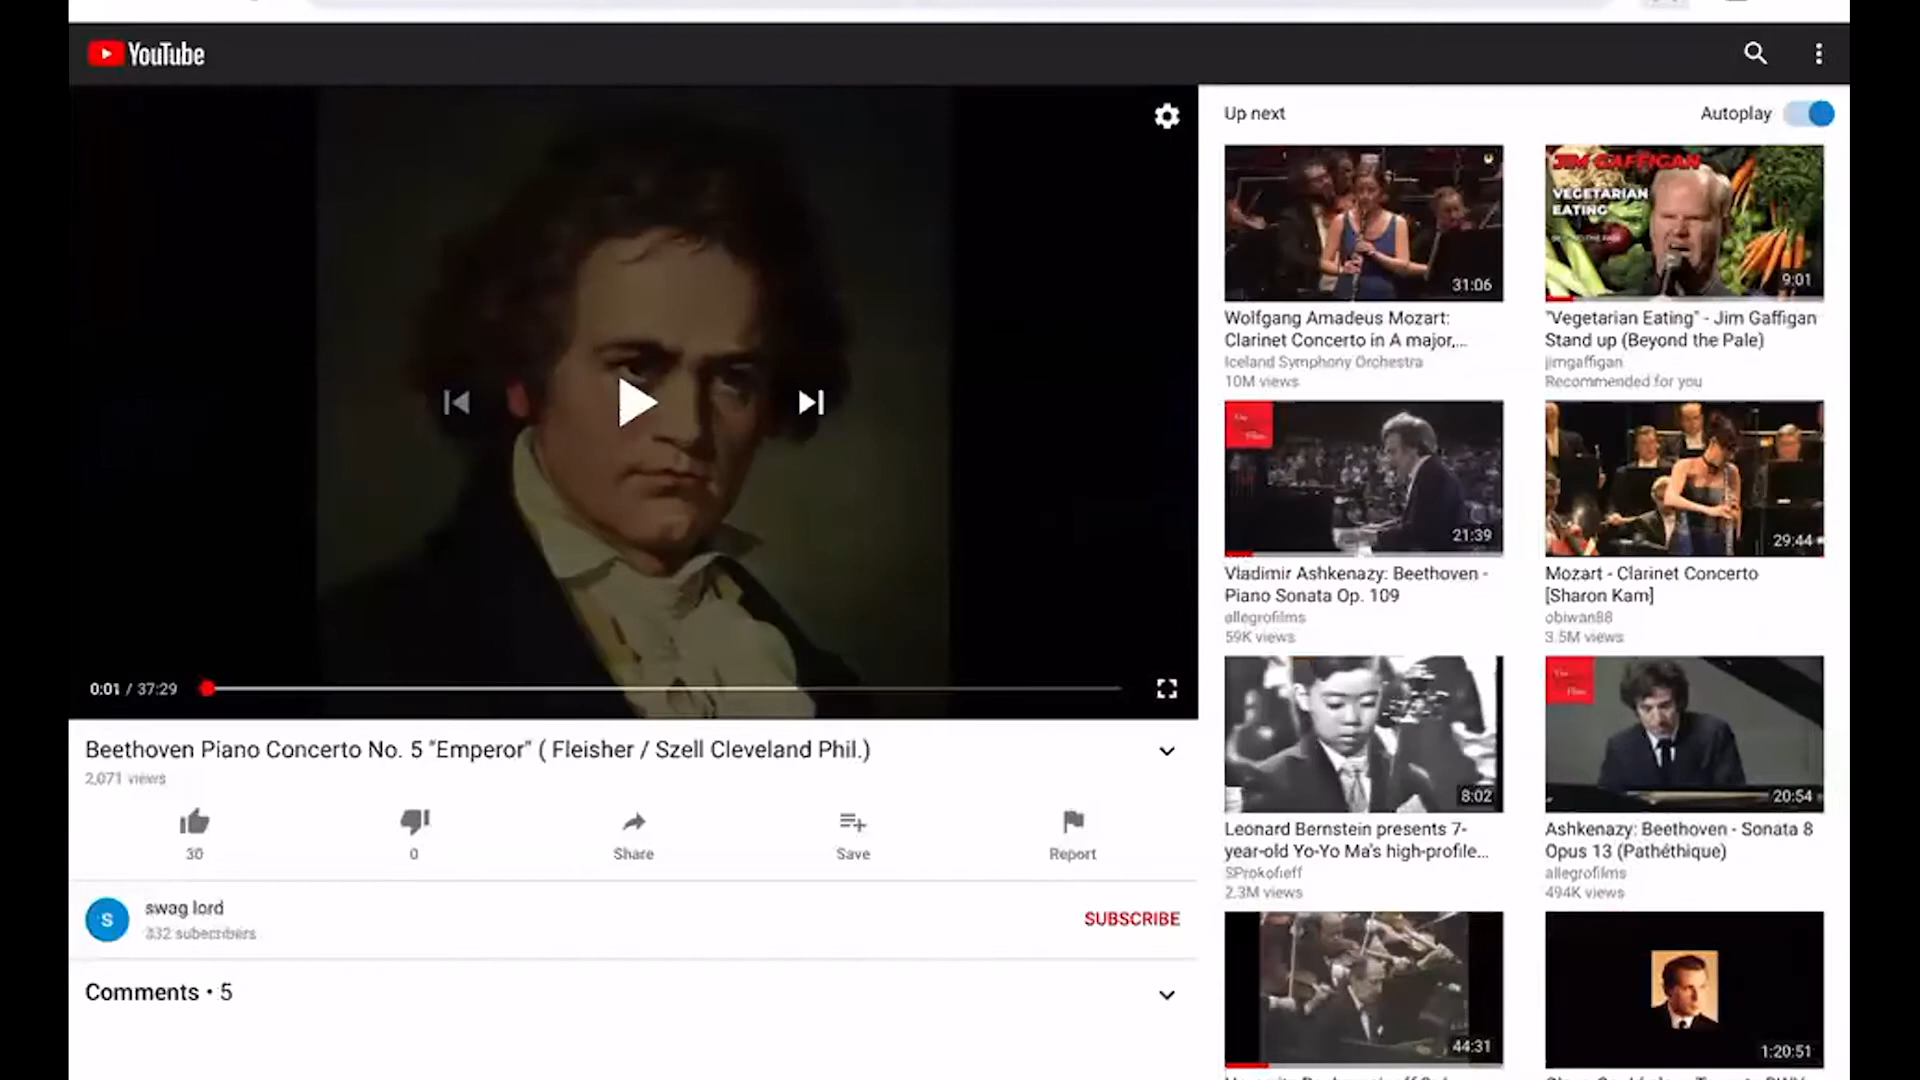 YouTube
Up next
Autoplay
31:06
Wolfgang Amadeus Mozart:
Clarinet Concerto in A major,...
Iceland Symphony Orchestra
10M views
JIM GAFFIGAN
VEGETARIAN
EATING"
9:01
"Vegetarian Eating" - Jim Gaffigan
Stand up (Beyond the Pale)
jimgaffigan
Recommended for you
21:39
Vladimir Ashkenazy: Beethoven -
Piano Sonata Op. 109
allegrofilms
59K views
29:44
Mozart - Clarinet Concerto
[Sharon Kam]
obiwan88
3.5M views
8:02
Leonard Bernstein presents 7-
year-old Yo-Yo Ma's high-profile...
SProkofieff
2.3M views
20:54
Ashkenazy: Beethoven - Sonata 8
Opus 13 (Pathéthique)
allegrofilms
494K views
44:31
1:20:51
0:01 / 37:29
Beethoven Piano Concerto No. 5 "Emperor" ( Fleisher / Szell Cleveland Phil.)
2,071 views
30
0
Share
Save
Report
S
swag lord
332 subscribers
SUBSCRIBE
Comments • 5